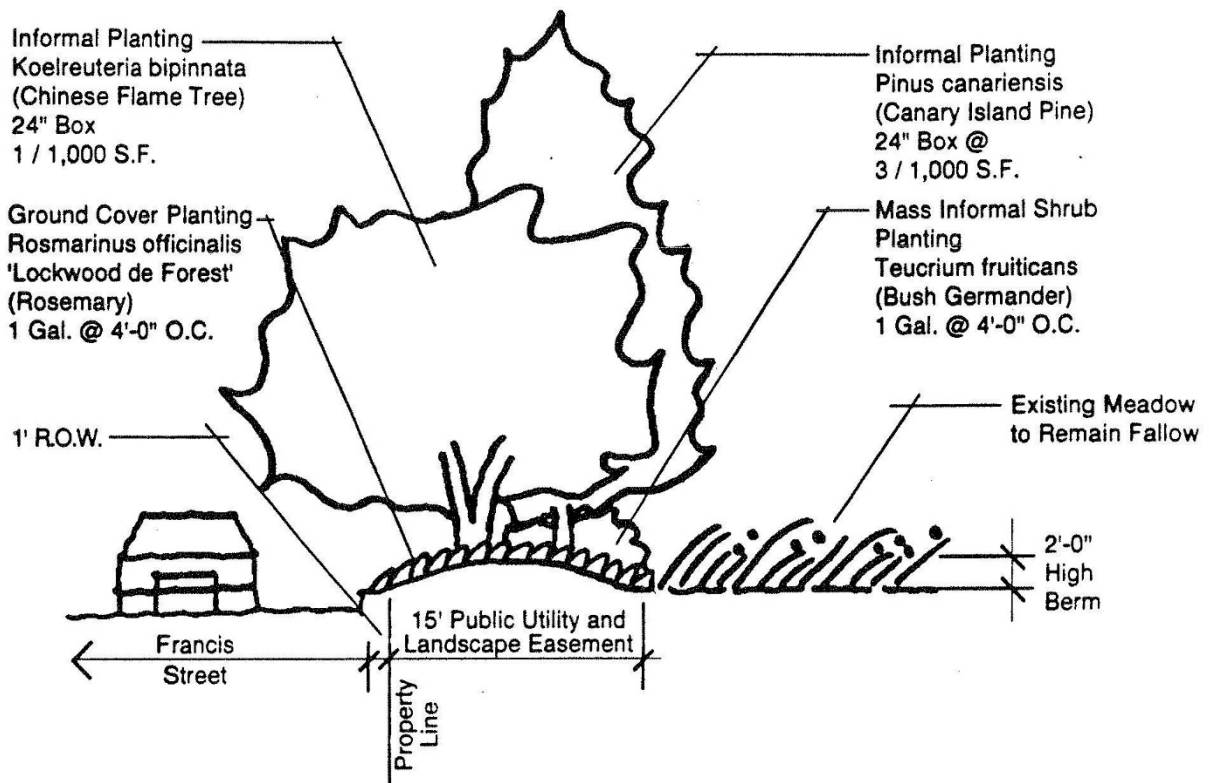 Informal Planting
Koelreuteria bipinnata
(Chinese Flame Tree)
24" Box
1 / 1,000 S.F.
Ground Cover Planting
Rosmarinus officinalis
'Lockwood de Forest'
(Rosemary)
1 Gal. @ 4'-0" O.C.
1' R.O.W.
Informal Planting
Pinus canariensis
(Canary Island Pine)
24" Box @
3 / 1,000 S.F.
Mass Informal Shrub
Planting
Teucrium fruiticans
(Bush Germander)
1 Gal. @ 4'-0" O.C.
Existing Meadow
to Remain Fallow
2'-0"
High
Berm
15' Public Utility and
Landscape Easement
Francis
Street
Property
Line